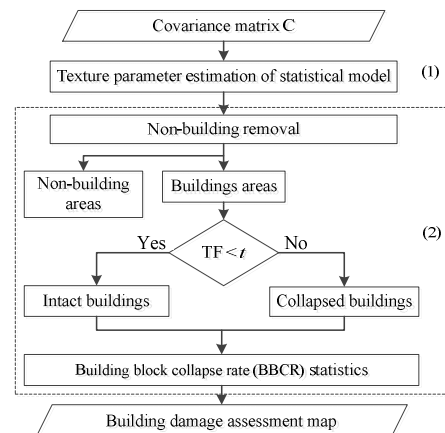 Covariance matrix C
Texture parameter estimation of statistical model
(1)
Non-building removal
Non-building
areas
Buildings areas
Yes
TF < t
No
(2)
Intact buildings
Collapsed buildings
Building block collapse rate (BBCR) statistics
Building damage assessment map